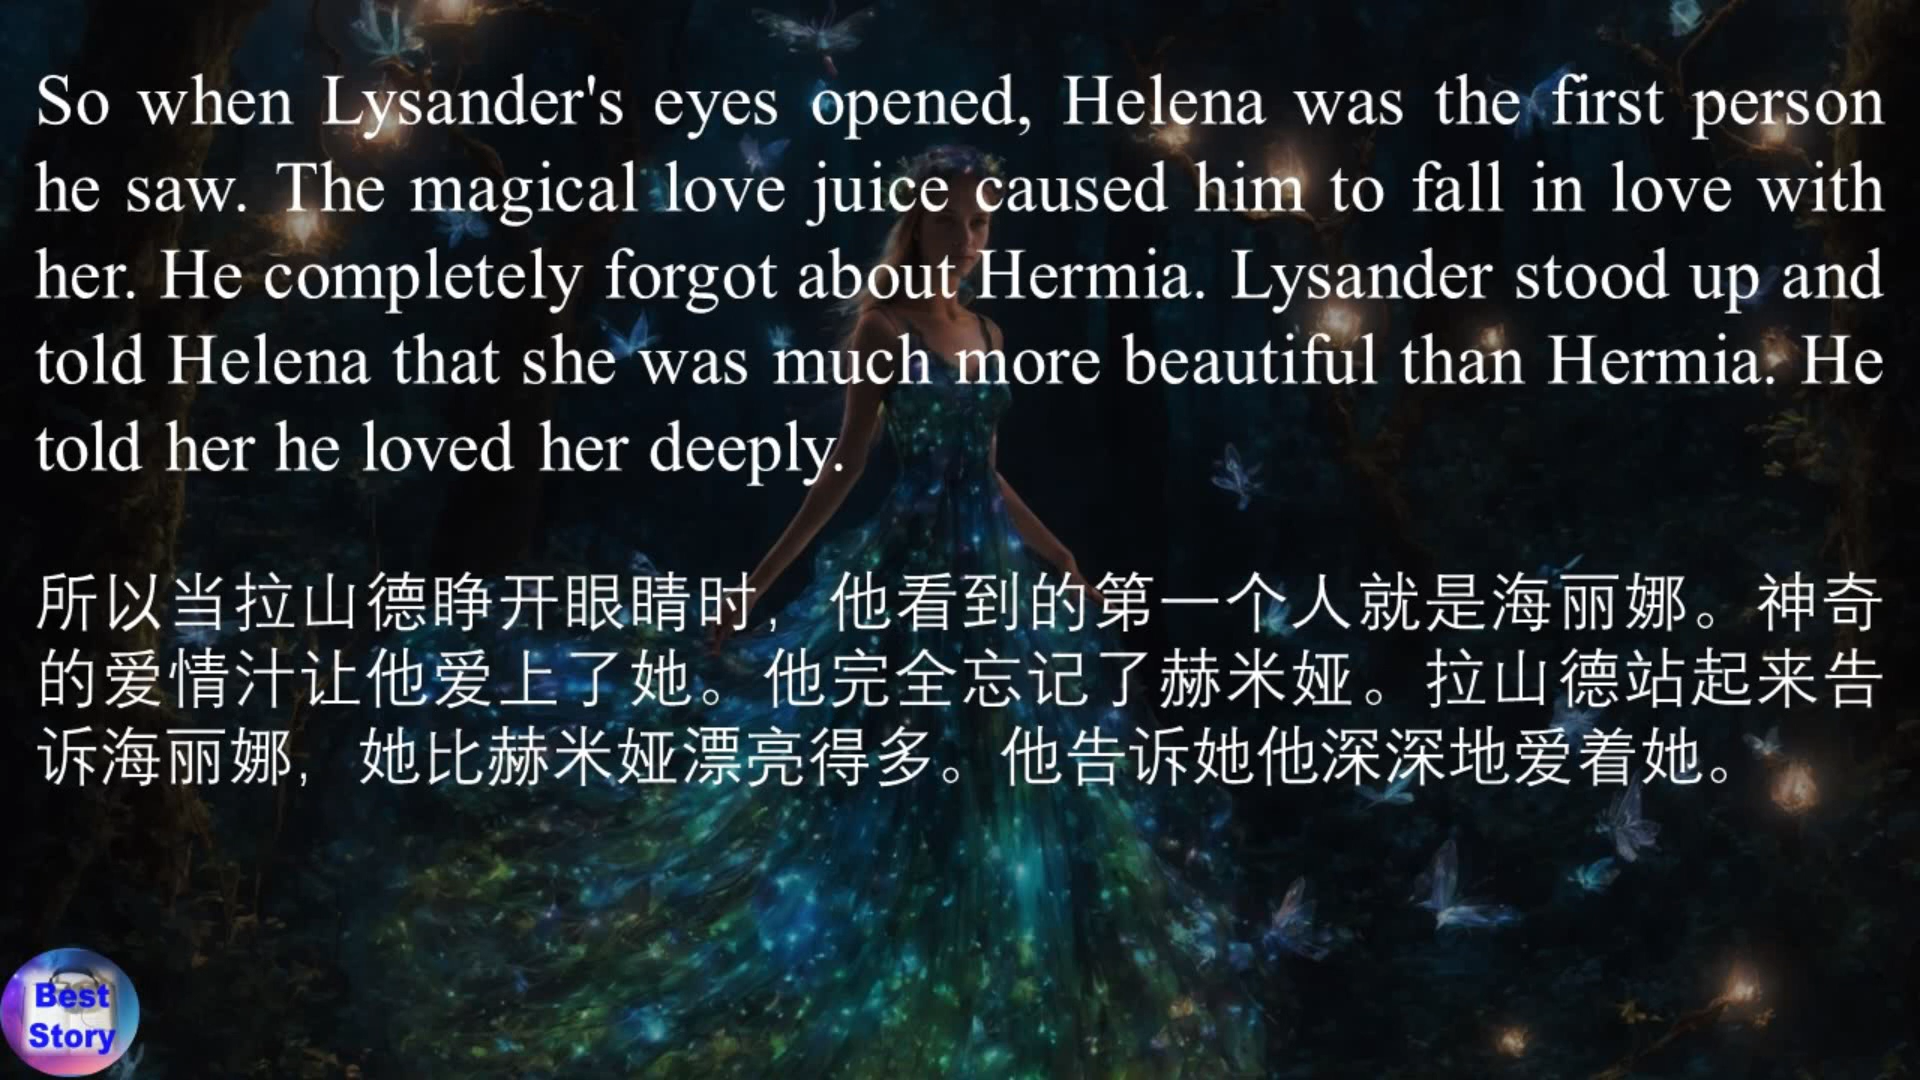 So when Lysander's eyes opened, Helena was the first person
he saw. The magical love juice caused him to fall in love with
her. He completely forgot about Hermia. Lysander stood up and
told Helena that she was much more beautiful than Hermia. He
told her he loved her deeply.
所以当拉山德睁开眼睛时，他看到的第一个人就是海丽娜。神奇
的爱情汁让他爱上了她。他完全忘记了赫米娅。拉山德站起来告
诉海丽娜，她比赫米娅漂亮得多。他告诉她他深深地爱着她。
Best
Story